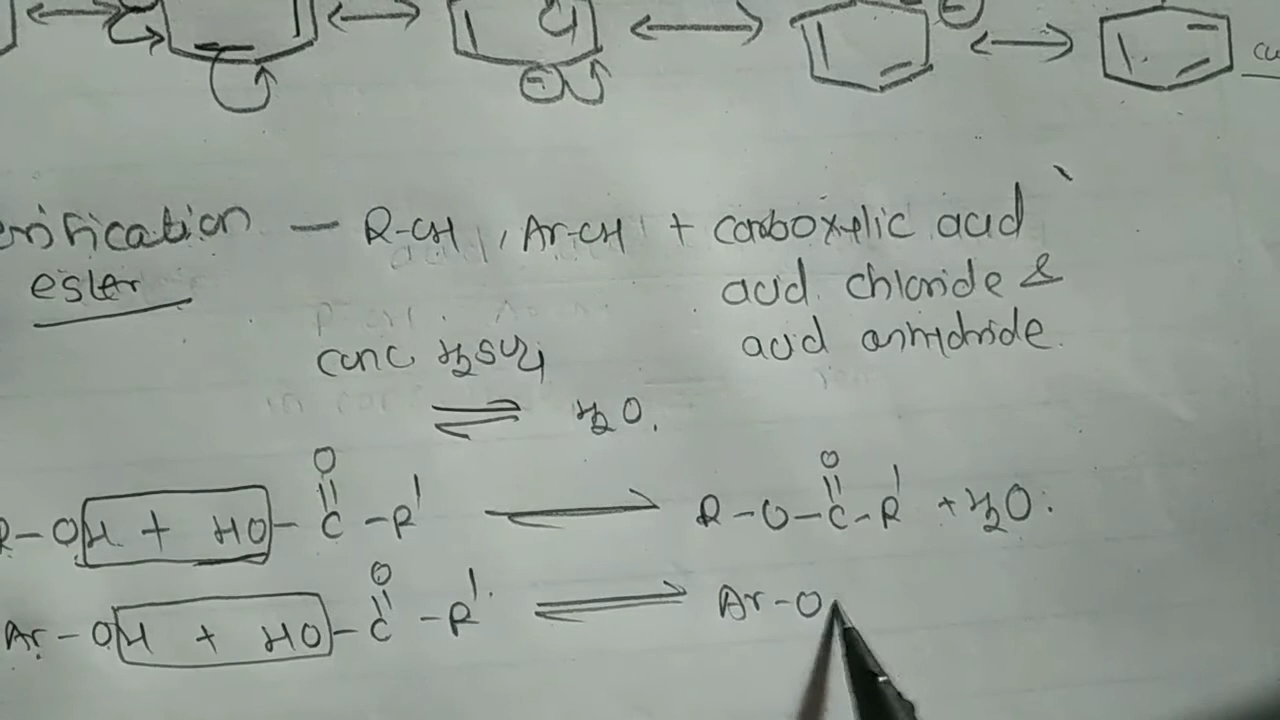 erification – R-OH, Ar-OH + carboxylic acid
ester
acid chloride &
acid anhydride.
conc H₂SO₄
⇌ H₂O.
R-OH + HO-C(=O)-R' ⇌ R-O-C(=O)-R' + H₂O.
Ar-OH + HO-C(=O)-R' ⇌ Ar-O